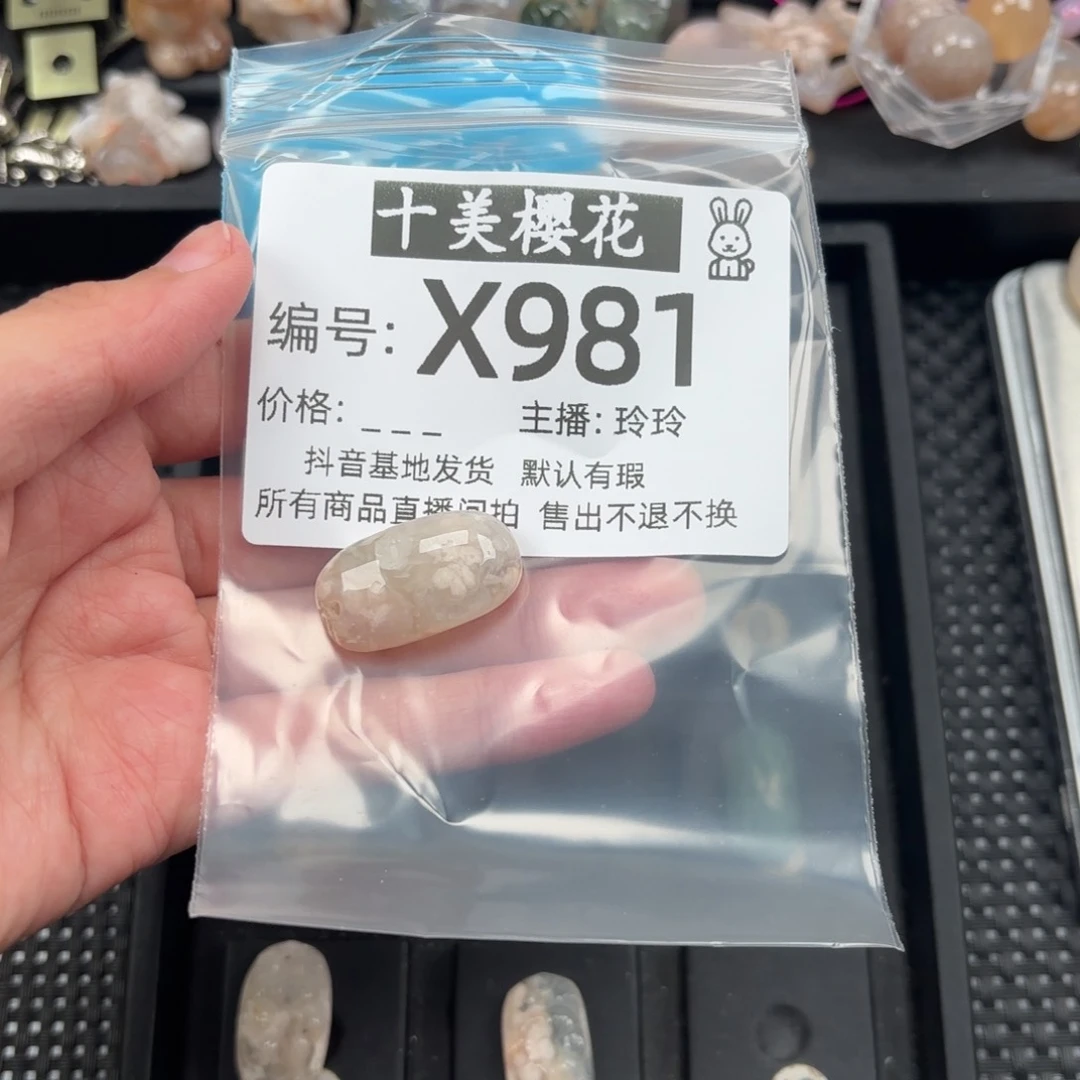 十美樱花
编号: X981
价格: _ _ _ 主播: 玲玲
抖音基地发货 默认有瑕
所有商品直播间拍 售出不退不换